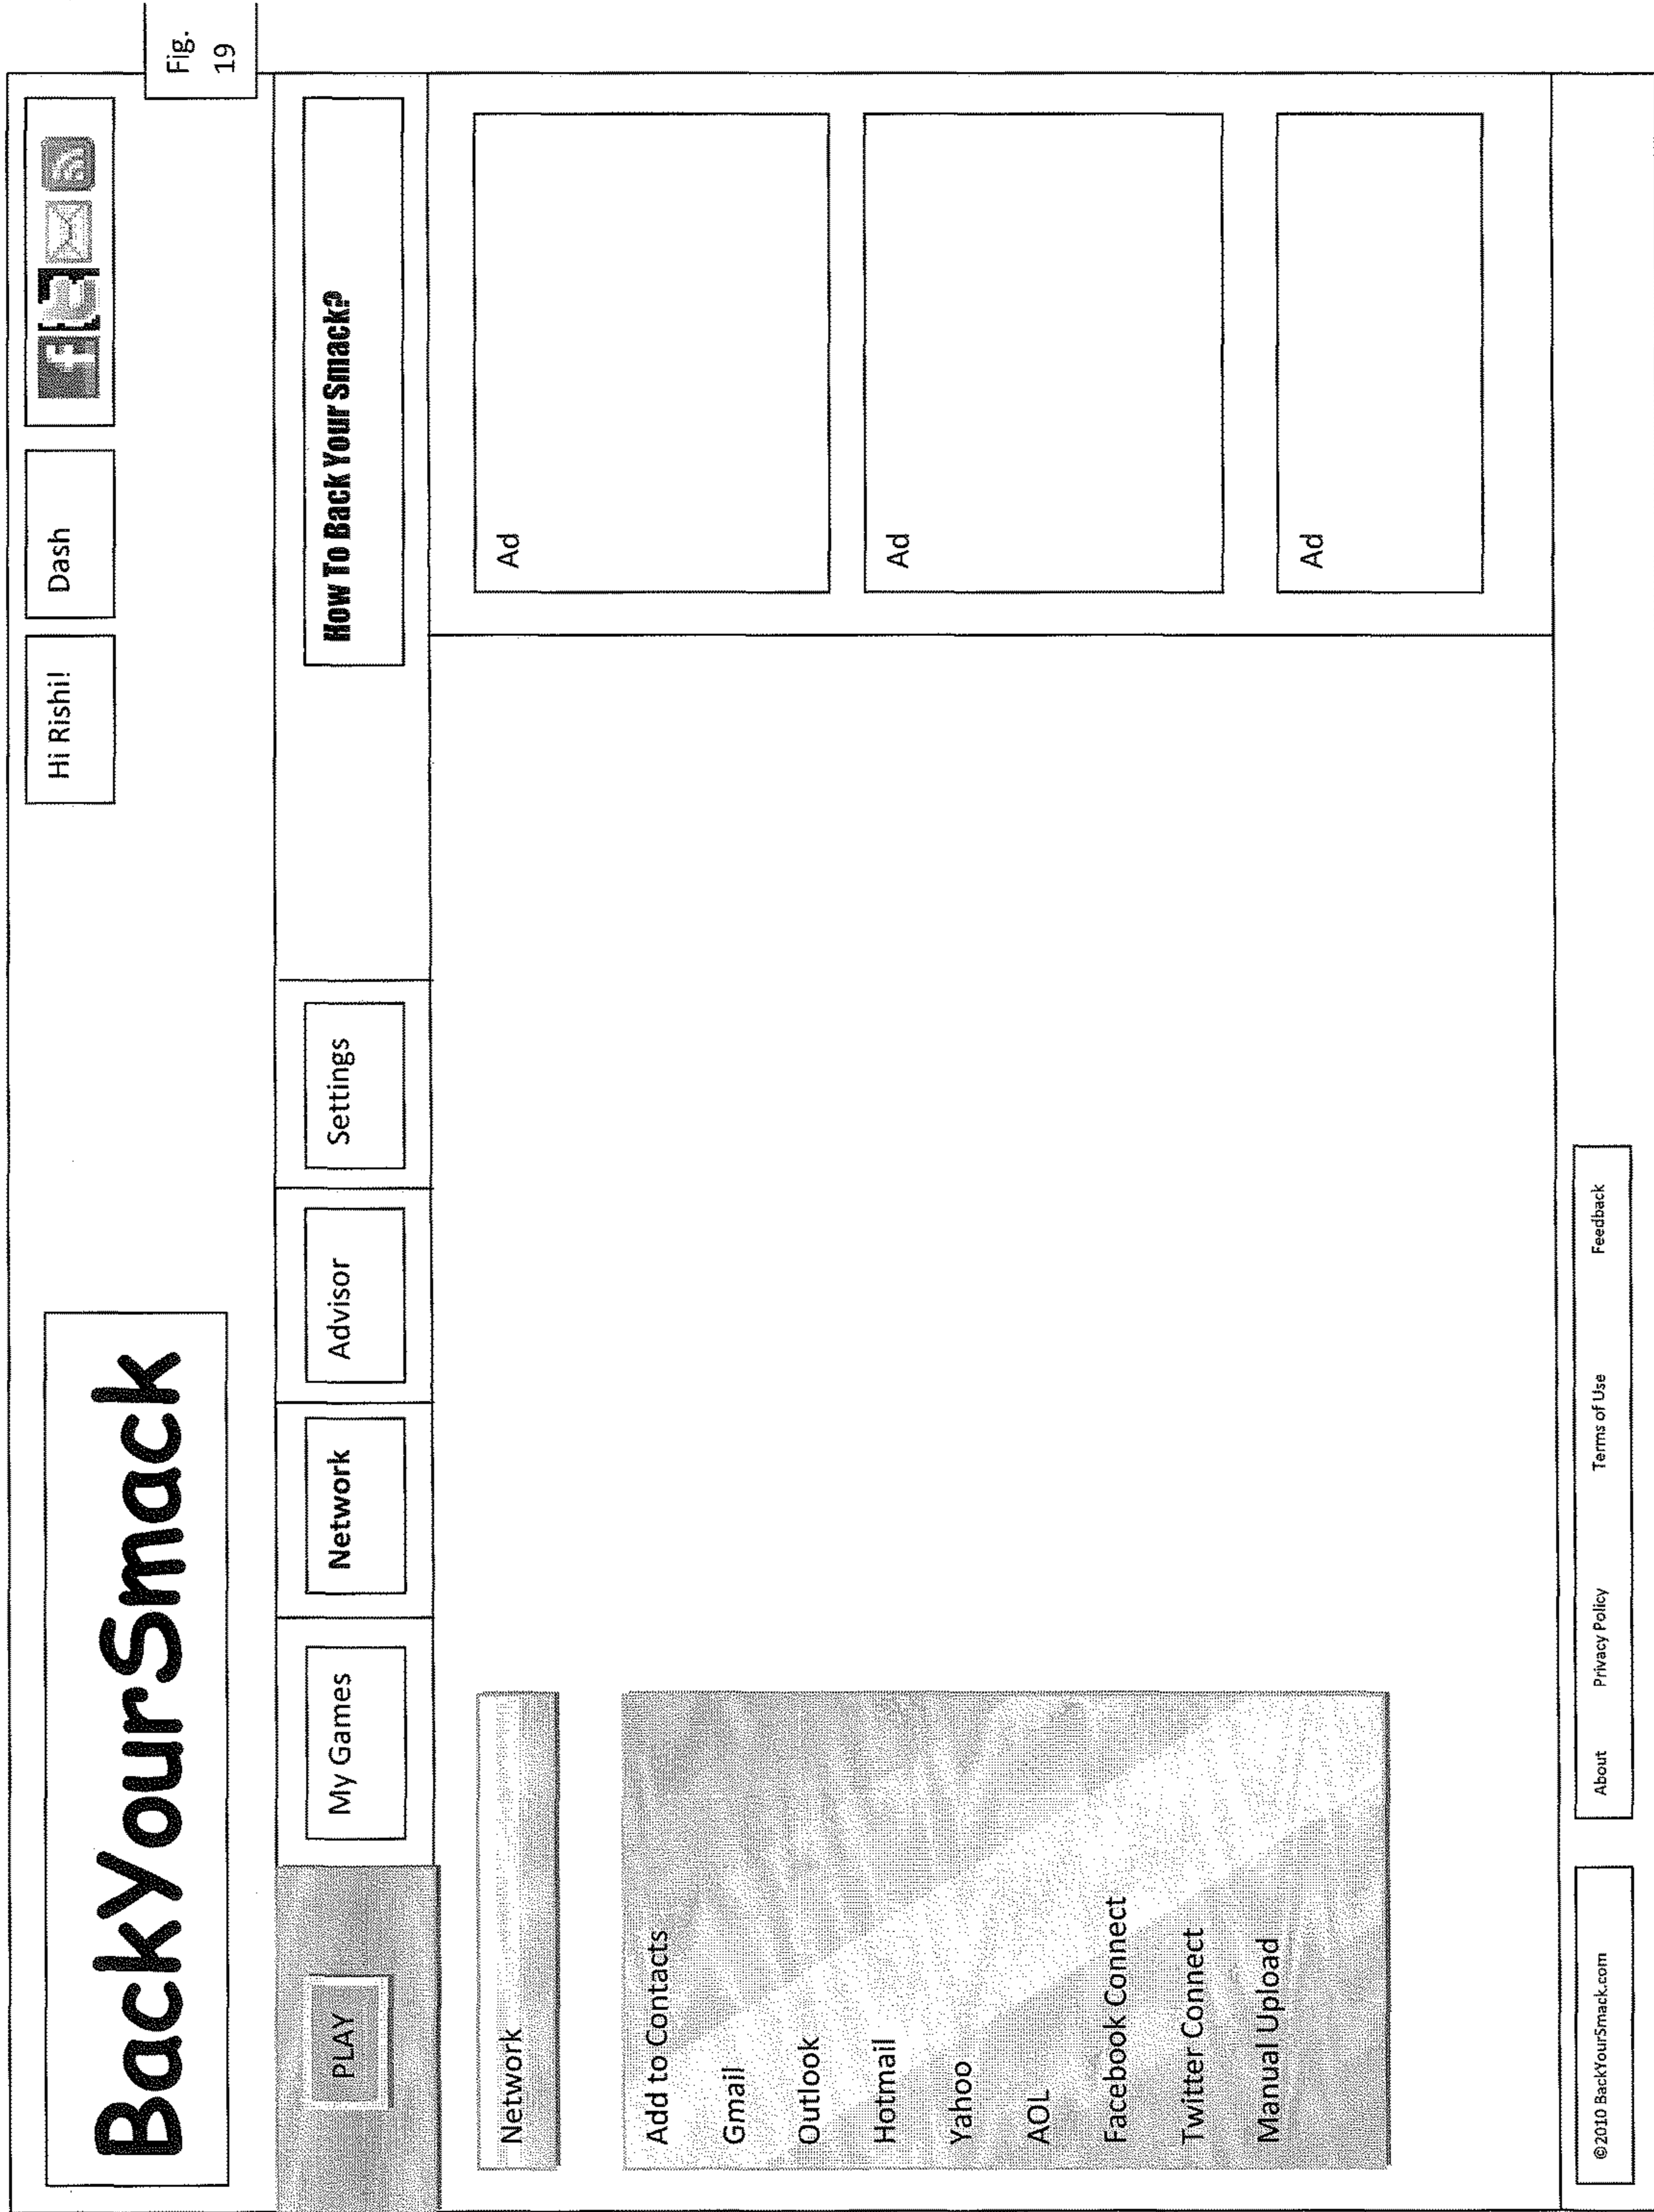 Fig.
19
Hi Rishi!
Dash
BackYourSmack
PLAY
My Games
Network
Advisor
Settings
How To Back Your Smack?
Network
Add to Contacts
Gmail
Outlook
Hotmail
Yahoo
AOL
Facebook Connect
Twitter Connect
Manual Upload
Ad
Ad
Ad
©2010 BackYourSmack.com
About Privacy Policy Terms of Use Feedback